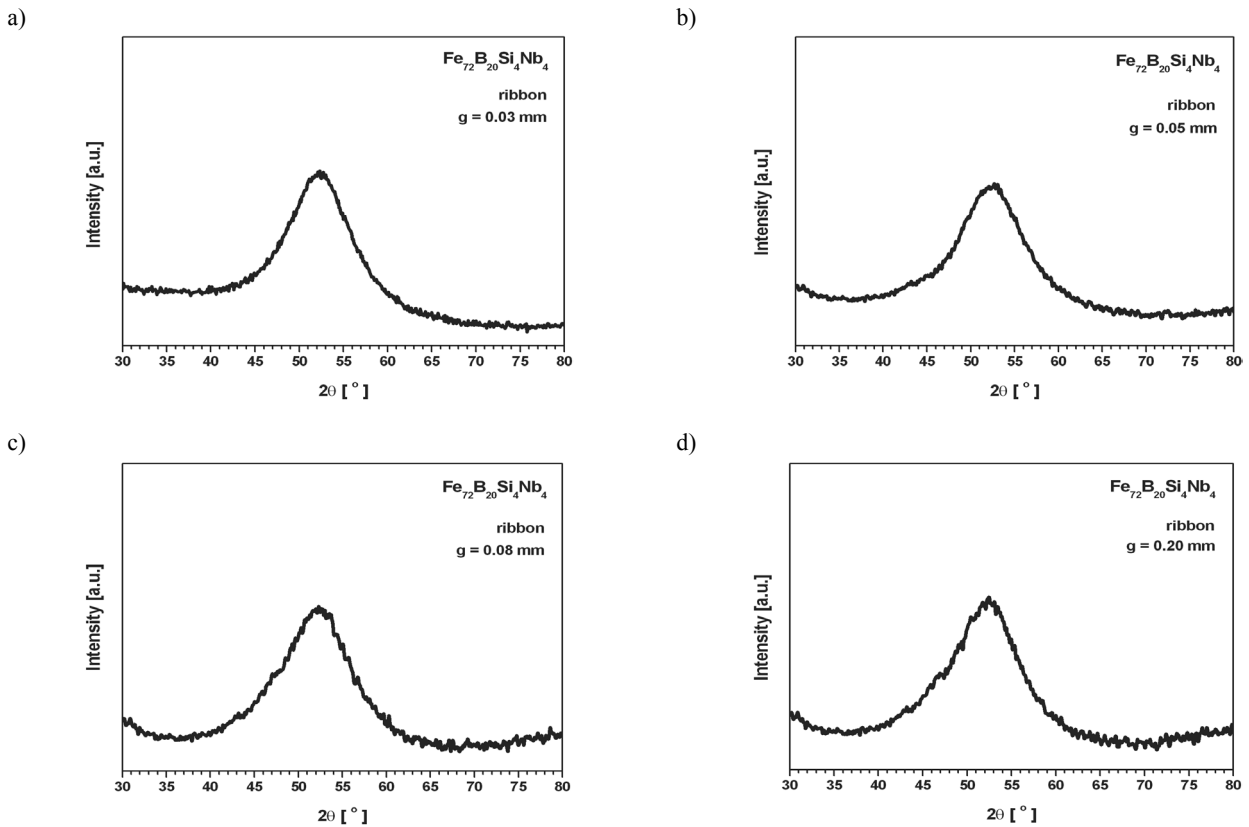 a)
Fe72B20Si4Nb4
ribbon
g = 0.03 mm
Intensity [a.u.]
30 35 40 45 50 55 60 65 70 75 80
2θ [ ° ]
b)
Fe72B20Si4Nb4
ribbon
g = 0.05 mm
Intensity [a.u.]
30 35 40 45 50 55 60 65 70 75 80
2θ [ ° ]
c)
Fe72B20Si4Nb4
ribbon
g = 0.08 mm
Intensity [a.u.]
30 35 40 45 50 55 60 65 70 75 80
2θ [ ° ]
d)
Fe72B20Si4Nb4
ribbon
g = 0.20 mm
Intensity [a.u.]
30 35 40 45 50 55 60 65 70 75 80
2θ [ ° ]